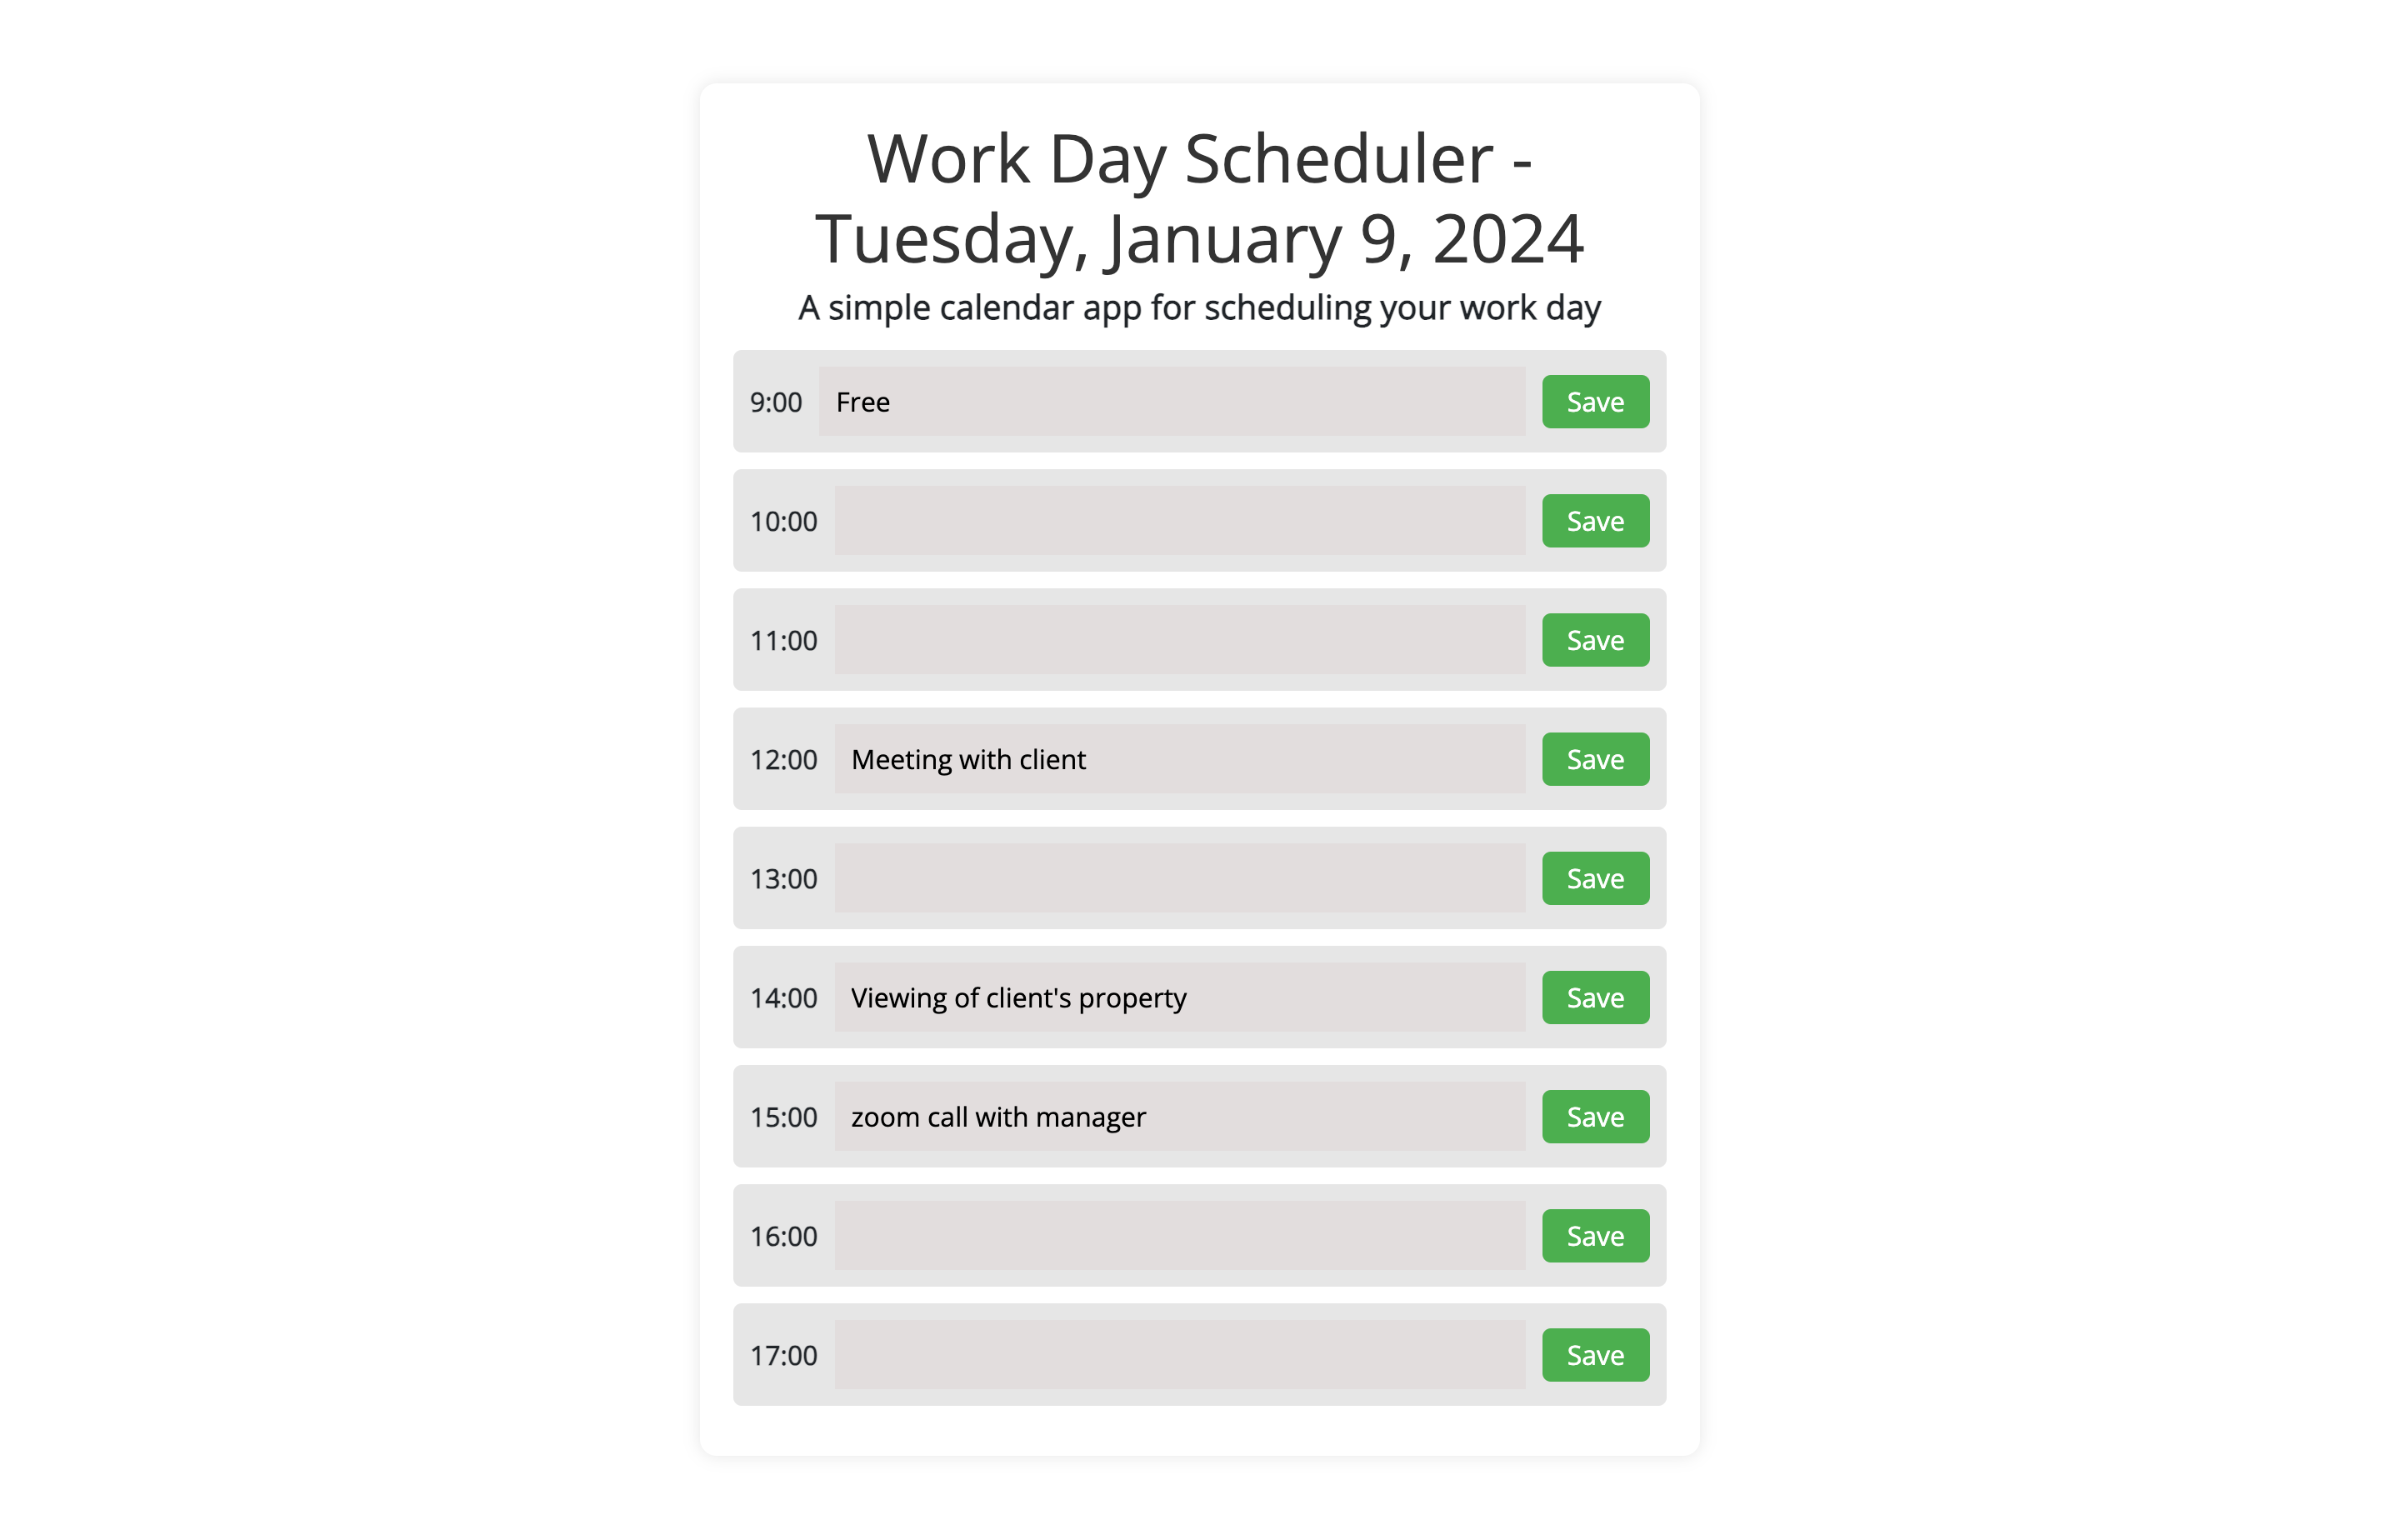 Work Day Scheduler -
Tuesday, January 9, 2024
A simple calendar app for scheduling your work day
9:00 Free Save
10:00 Save
11:00 Save
12:00 Meeting with client Save
13:00 Save
14:00 Viewing of client's property Save
15:00 zoom call with manager Save
16:00 Save
17:00 Save